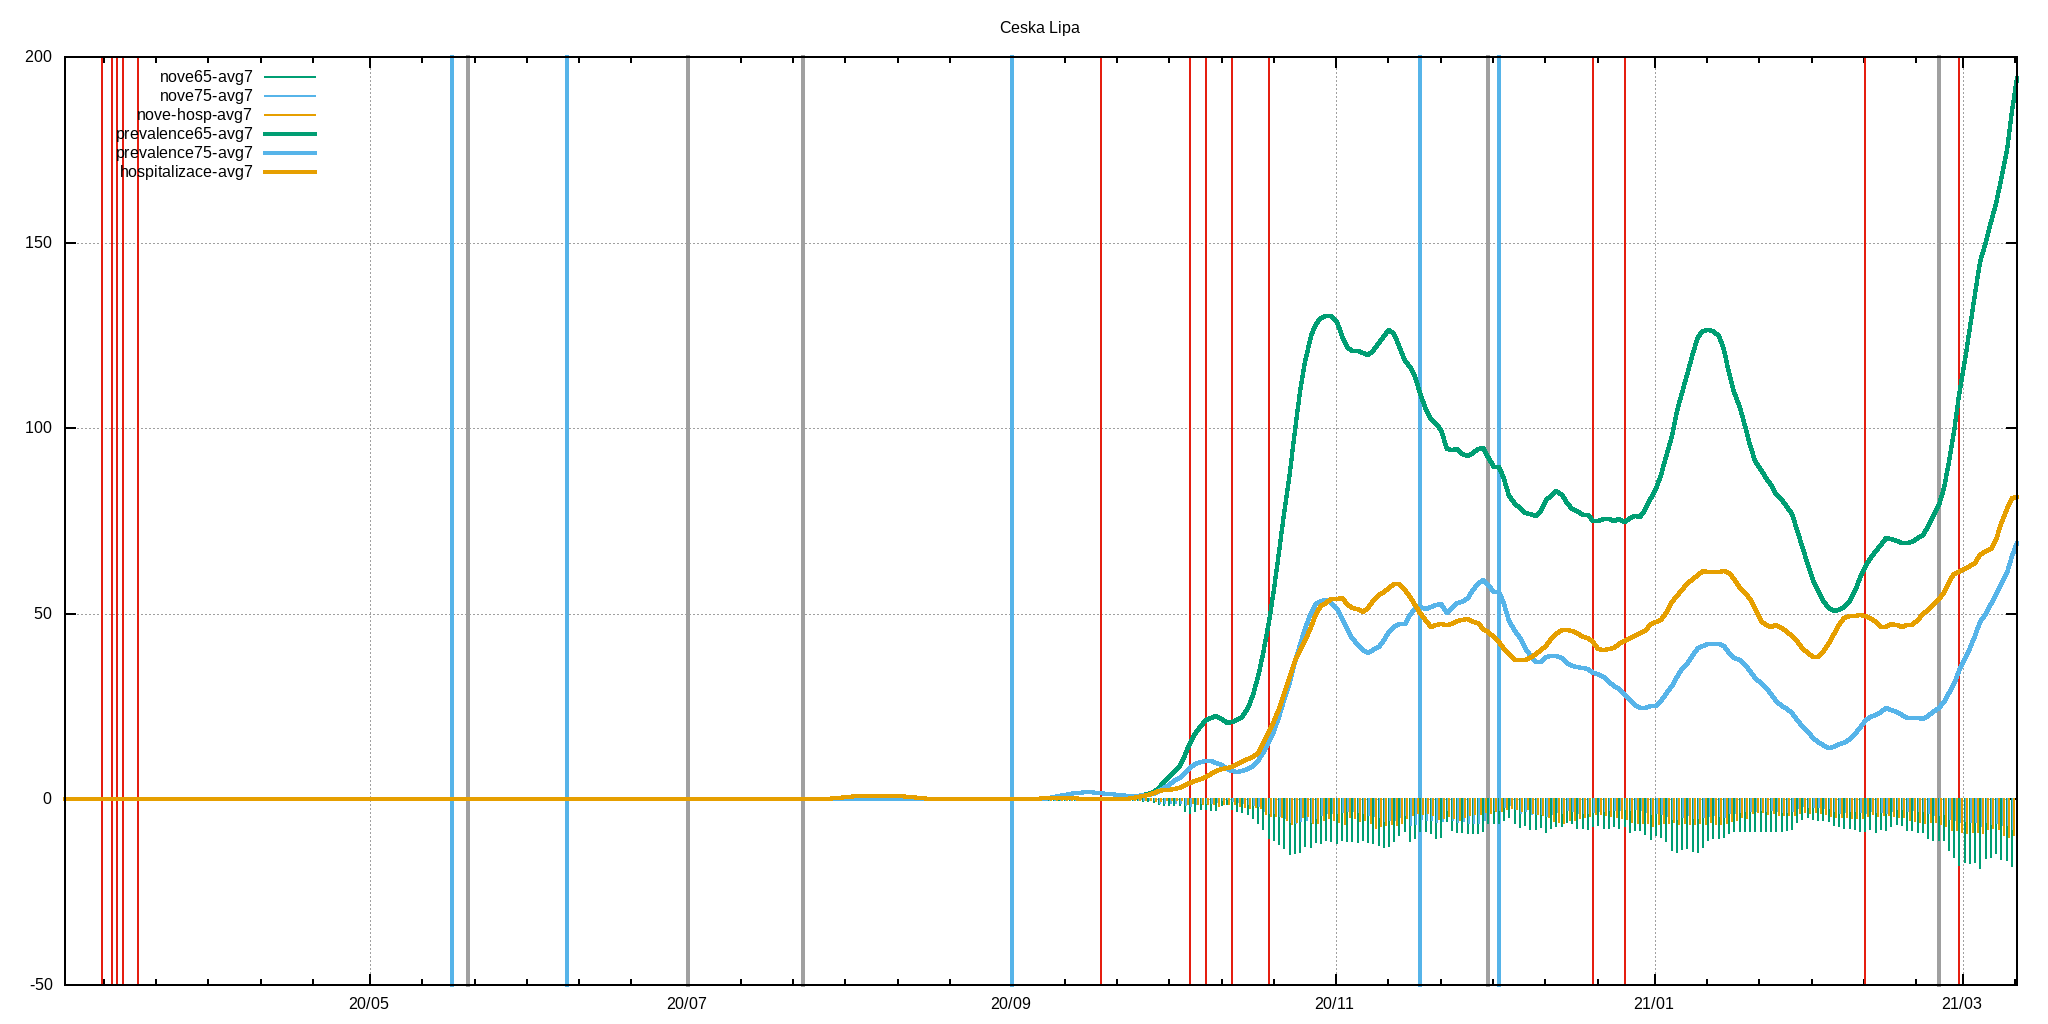 Ceska Lipa
200
nove65-avg7
nove75-avg7
nove-hosp-avg7
prevalence65-avg7
prevalence75-avg7
hospitalizace-avg7
150
100
50
0
-50
20/05 20/07 20/09 20/11 21/01 21/03